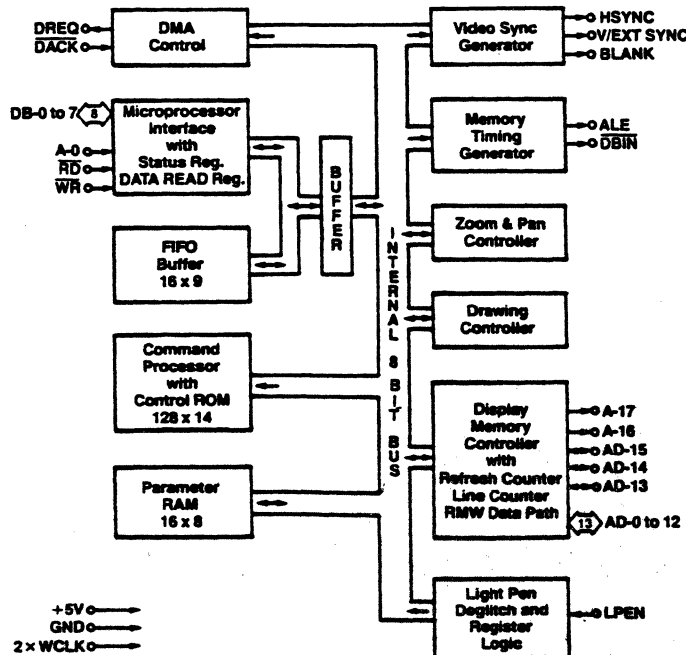 DREQ
DACK
DMA
Control
DB-0 to 7
8
A-0
RD
WR
Microprocessor
Interface
with
Status Reg.
DATA READ Reg.
FIFO
Buffer
16 x 9
BUFFER
Command
Processor
with
Control ROM
128 x 14
Parameter
RAM
16 x 8
+5V
GND
2 x WCLK
INTERNAL 8 BIT BUS
Video Sync
Generator
HSYNC
V/EXT SYNC
BLANK
Memory
Timing
Generator
ALE
DBIN
Zoom & Pan
Controller
Drawing
Controller
Display
Memory
Controller
with
Refresh Counter
Line Counter
RMW Data Path
A-17
A-16
AD-15
AD-14
AD-13
13
AD-0 to 12
Light Pen
Deglitch and
Register
Logic
LPEN